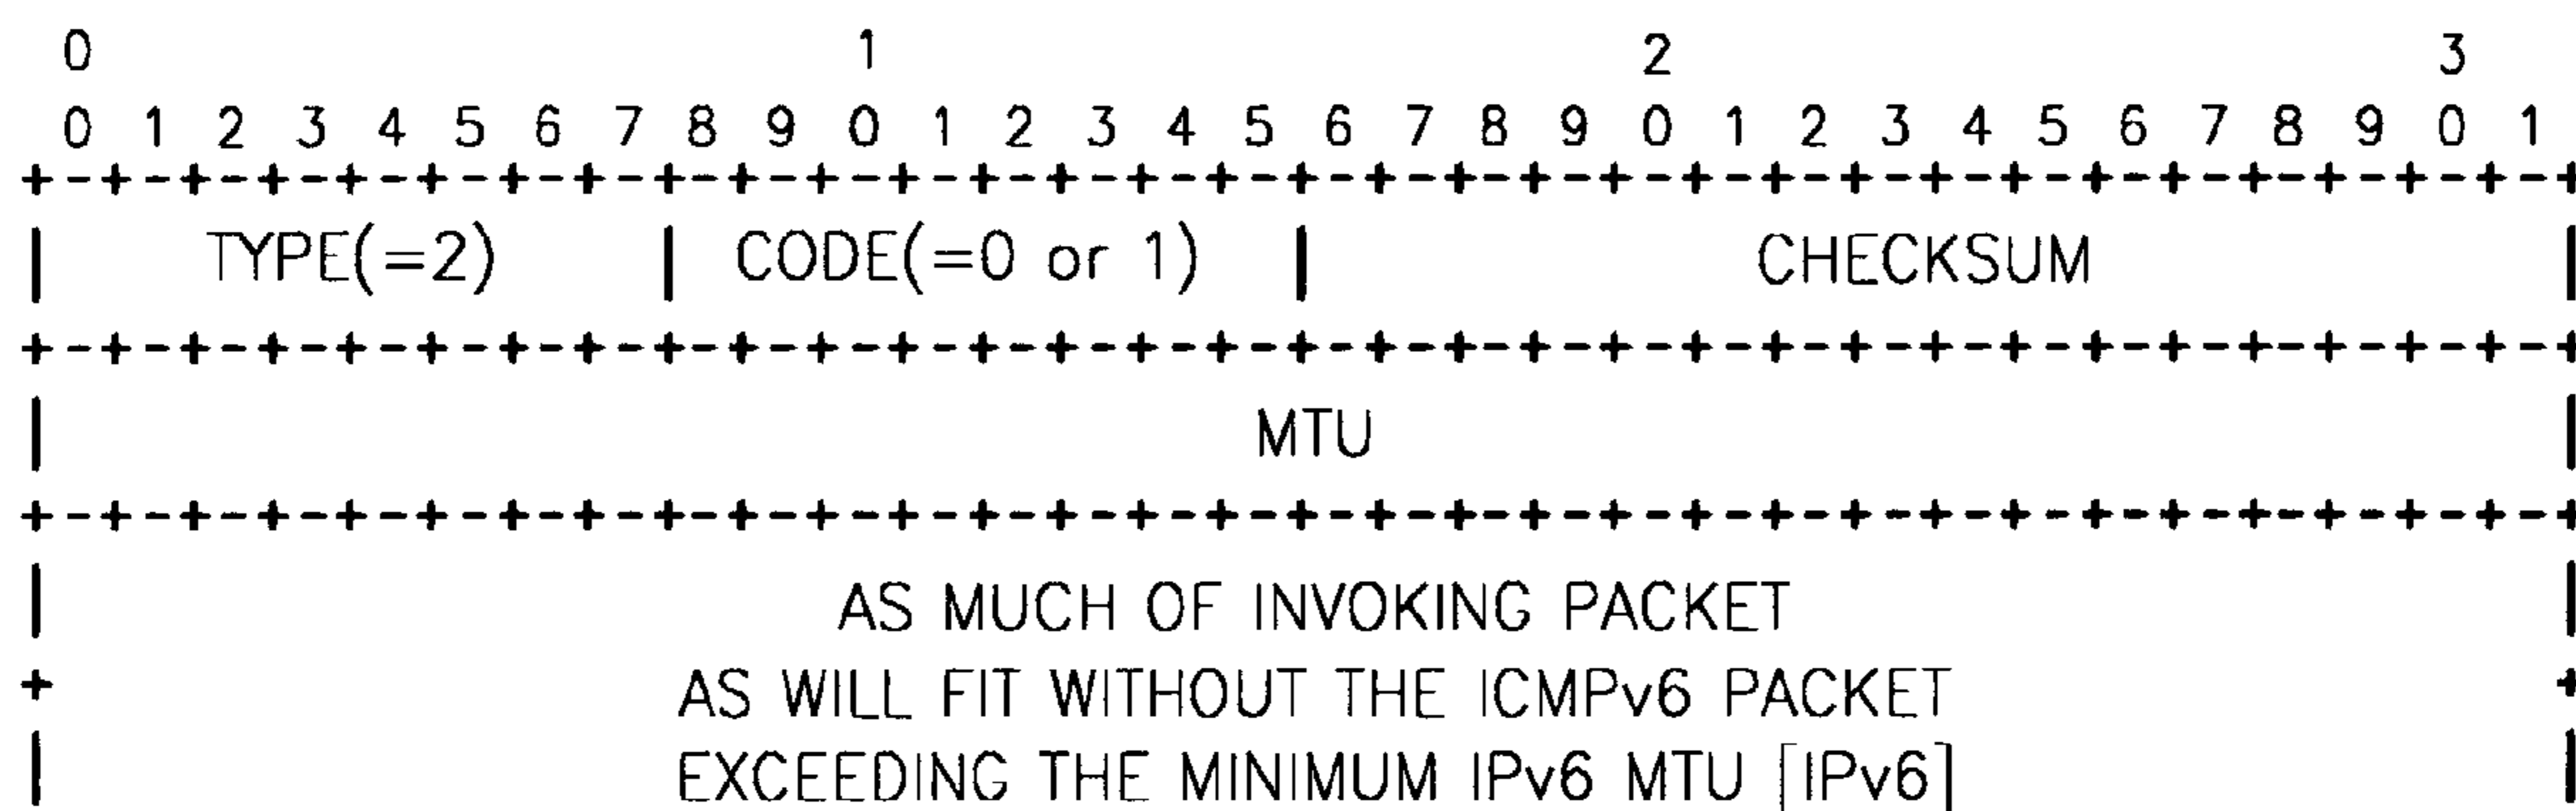 0 1 2 3
0 1 2 3 4 5 6 7 8 9 0 1 2 3 4 5 6 7 8 9 0 1 2 3 4 5 6 7 8 9 0 1
+-+-+-+-+-+-+-+-+-+-+-+-+-+-+-+-+-+-+-+-+-+-+-+-+-+-+-+-+-+-+-+-+
| TYPE(=2) | CODE(=0 or 1) | CHECKSUM |
+-+-+-+-+-+-+-+-+-+-+-+-+-+-+-+-+-+-+-+-+-+-+-+-+-+-+-+-+-+-+-+-+
| MTU |
+-+-+-+-+-+-+-+-+-+-+-+-+-+-+-+-+-+-+-+-+-+-+-+-+-+-+-+-+-+-+-+-+
| AS MUCH OF INVOKING PACKET |
+ AS WILL FIT WITHOUT THE ICMPv6 PACKET +
| EXCEEDING THE MINIMUM IPv6 MTU [IPv6] |